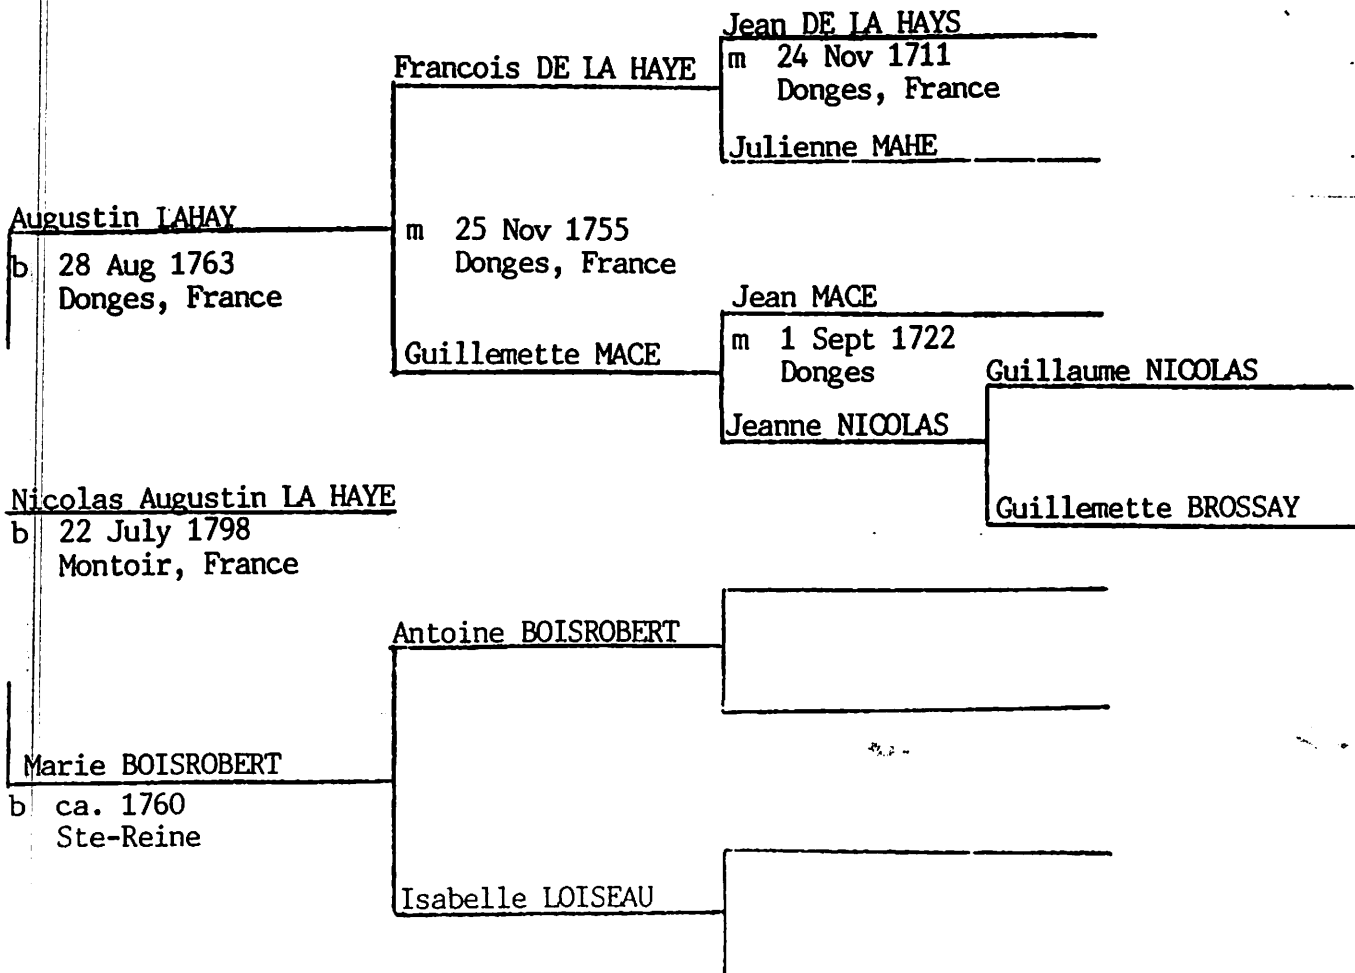 Jean DE LA HAYS
m 24 Nov 1711
Donges, France
Julienne MAHE
Francois DE LA HAYE
m 25 Nov 1755
Donges, France
Guillemette MACE
Jean MACE
m 1 Sept 1722
Donges
Jeanne NICOLAS
Guillaume NICOLAS
Guillemette BROSSAY
Augustin LAHAY
b 28 Aug 1763
Donges, France
Nicolas Augustin LA HAYE
b 22 July 1798
Montoir, France
Antoine BOISROBERT
Marie BOISROBERT
b ca. 1760
Ste-Reine
Isabelle LOISEAU